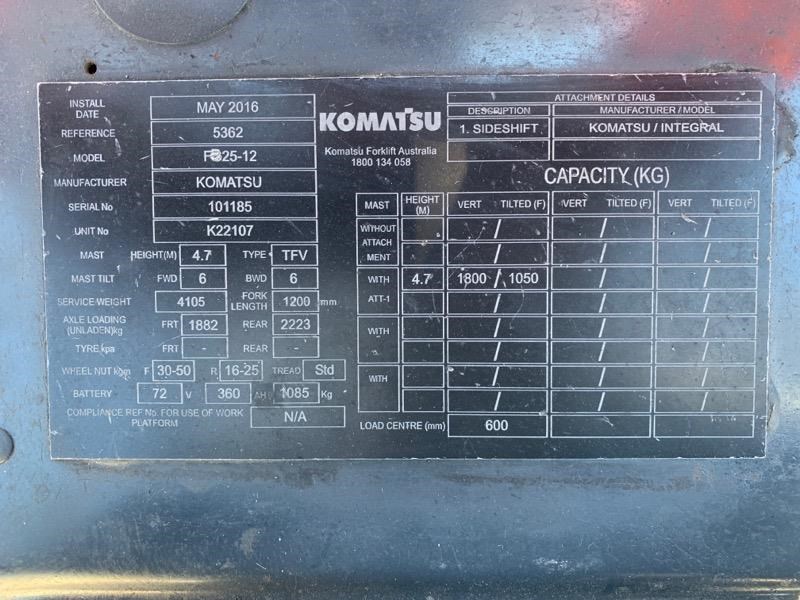 INSTALL DATE MAY 2016
REFERENCE 5362
MODEL FB25-12
MANUFACTURER KOMATSU
SERIAL No 101185
UNIT No K22107
MAST HEIGHT(M) 4.7 TYPE TFV
MAST TILT FWD 6 BWD 6
SERVICE WEIGHT 4105 FORK LENGTH 1200 mm
AXLE LOADING (UNLADEN)kg FRT 1882 REAR 2223
TYRE kpa FRT - REAR -
WHEEL NUT kgm F 30-50 R 16-25 TREAD Std
BATTERY 72 V 360 AH 1085 Kg
COMPLIANCE REF No. FOR USE OF WORK PLATFORM N/A
KOMATSU
Komatsu Forklift Australia
1800 134 058
ATTACHMENT DETAILS
DESCRIPTION MANUFACTURER / MODEL
1. SIDESHIFT KOMATSU / INTEGRAL
CAPACITY (KG)
MAST HEIGHT (M) VERT TILTED (F) VERT TILTED (F) VERT TILTED (F)
WITHOUT ATTACH MENT / / /
/ / /
WITH ATT-1 4.7 1800 / 1050 / /
/ / /
WITH / / /
/ / /
WITH / / /
/ / /
LOAD CENTRE (mm) 600